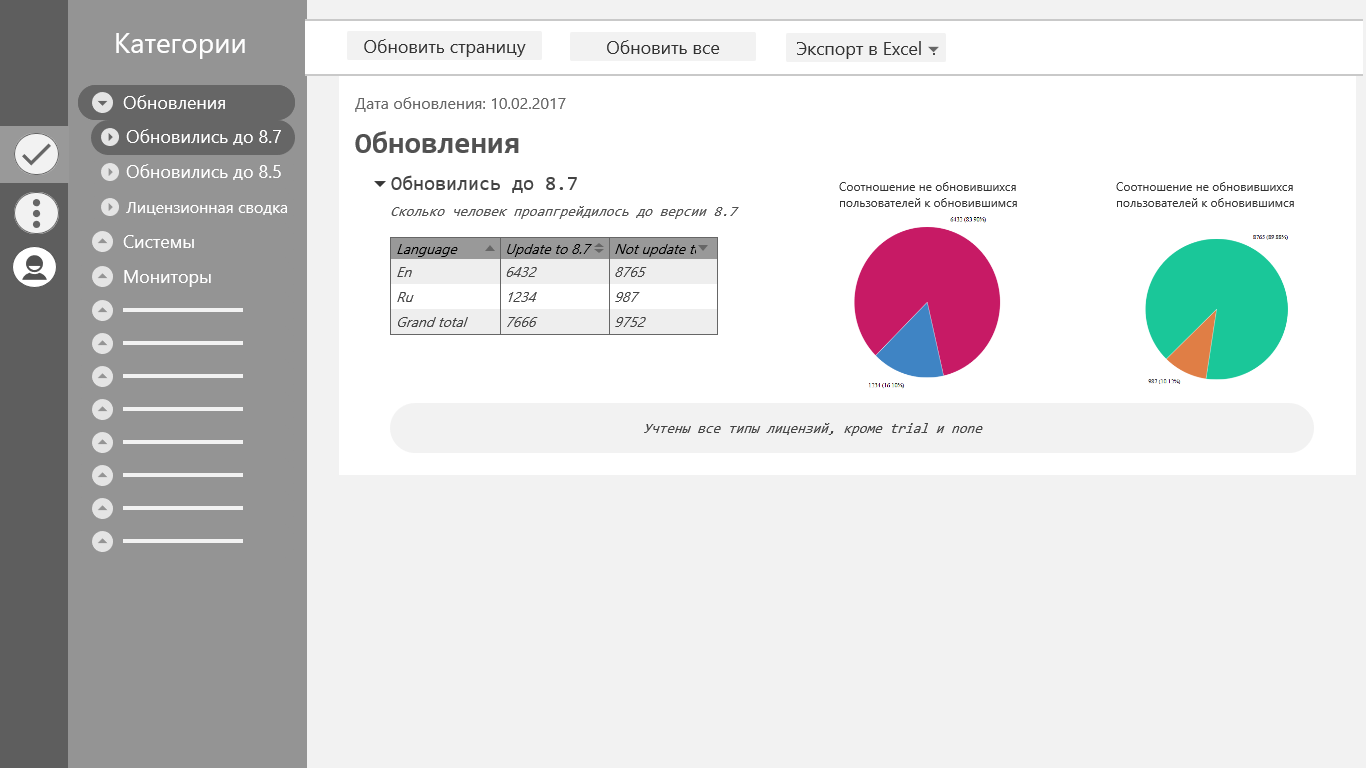 Категории
Обновления
Обновились до 8.7
Обновились до 8.5
Лицензионная сводка
Системы
Мониторы
Обновить страницу
Обновить все
Экспорт в Excel
Дата обновления: 10.02.2017
Обновления
Обновились до 8.7
Сколько человек проапгрейдилось до версии 8.7
Language Update to 8.7 Not update
En 6432 8765
Ru 1234 987
Grand total 7666 9752
Соотношение не обновившихся
пользователей к обновившимся
6432 (83.90%)
1234 (16.10%)
Соотношение не обновившихся
пользователей к обновившимся
8765 (89.88%)
987 (10.12%)
Учтены все типы лицензий, кроме trial и none